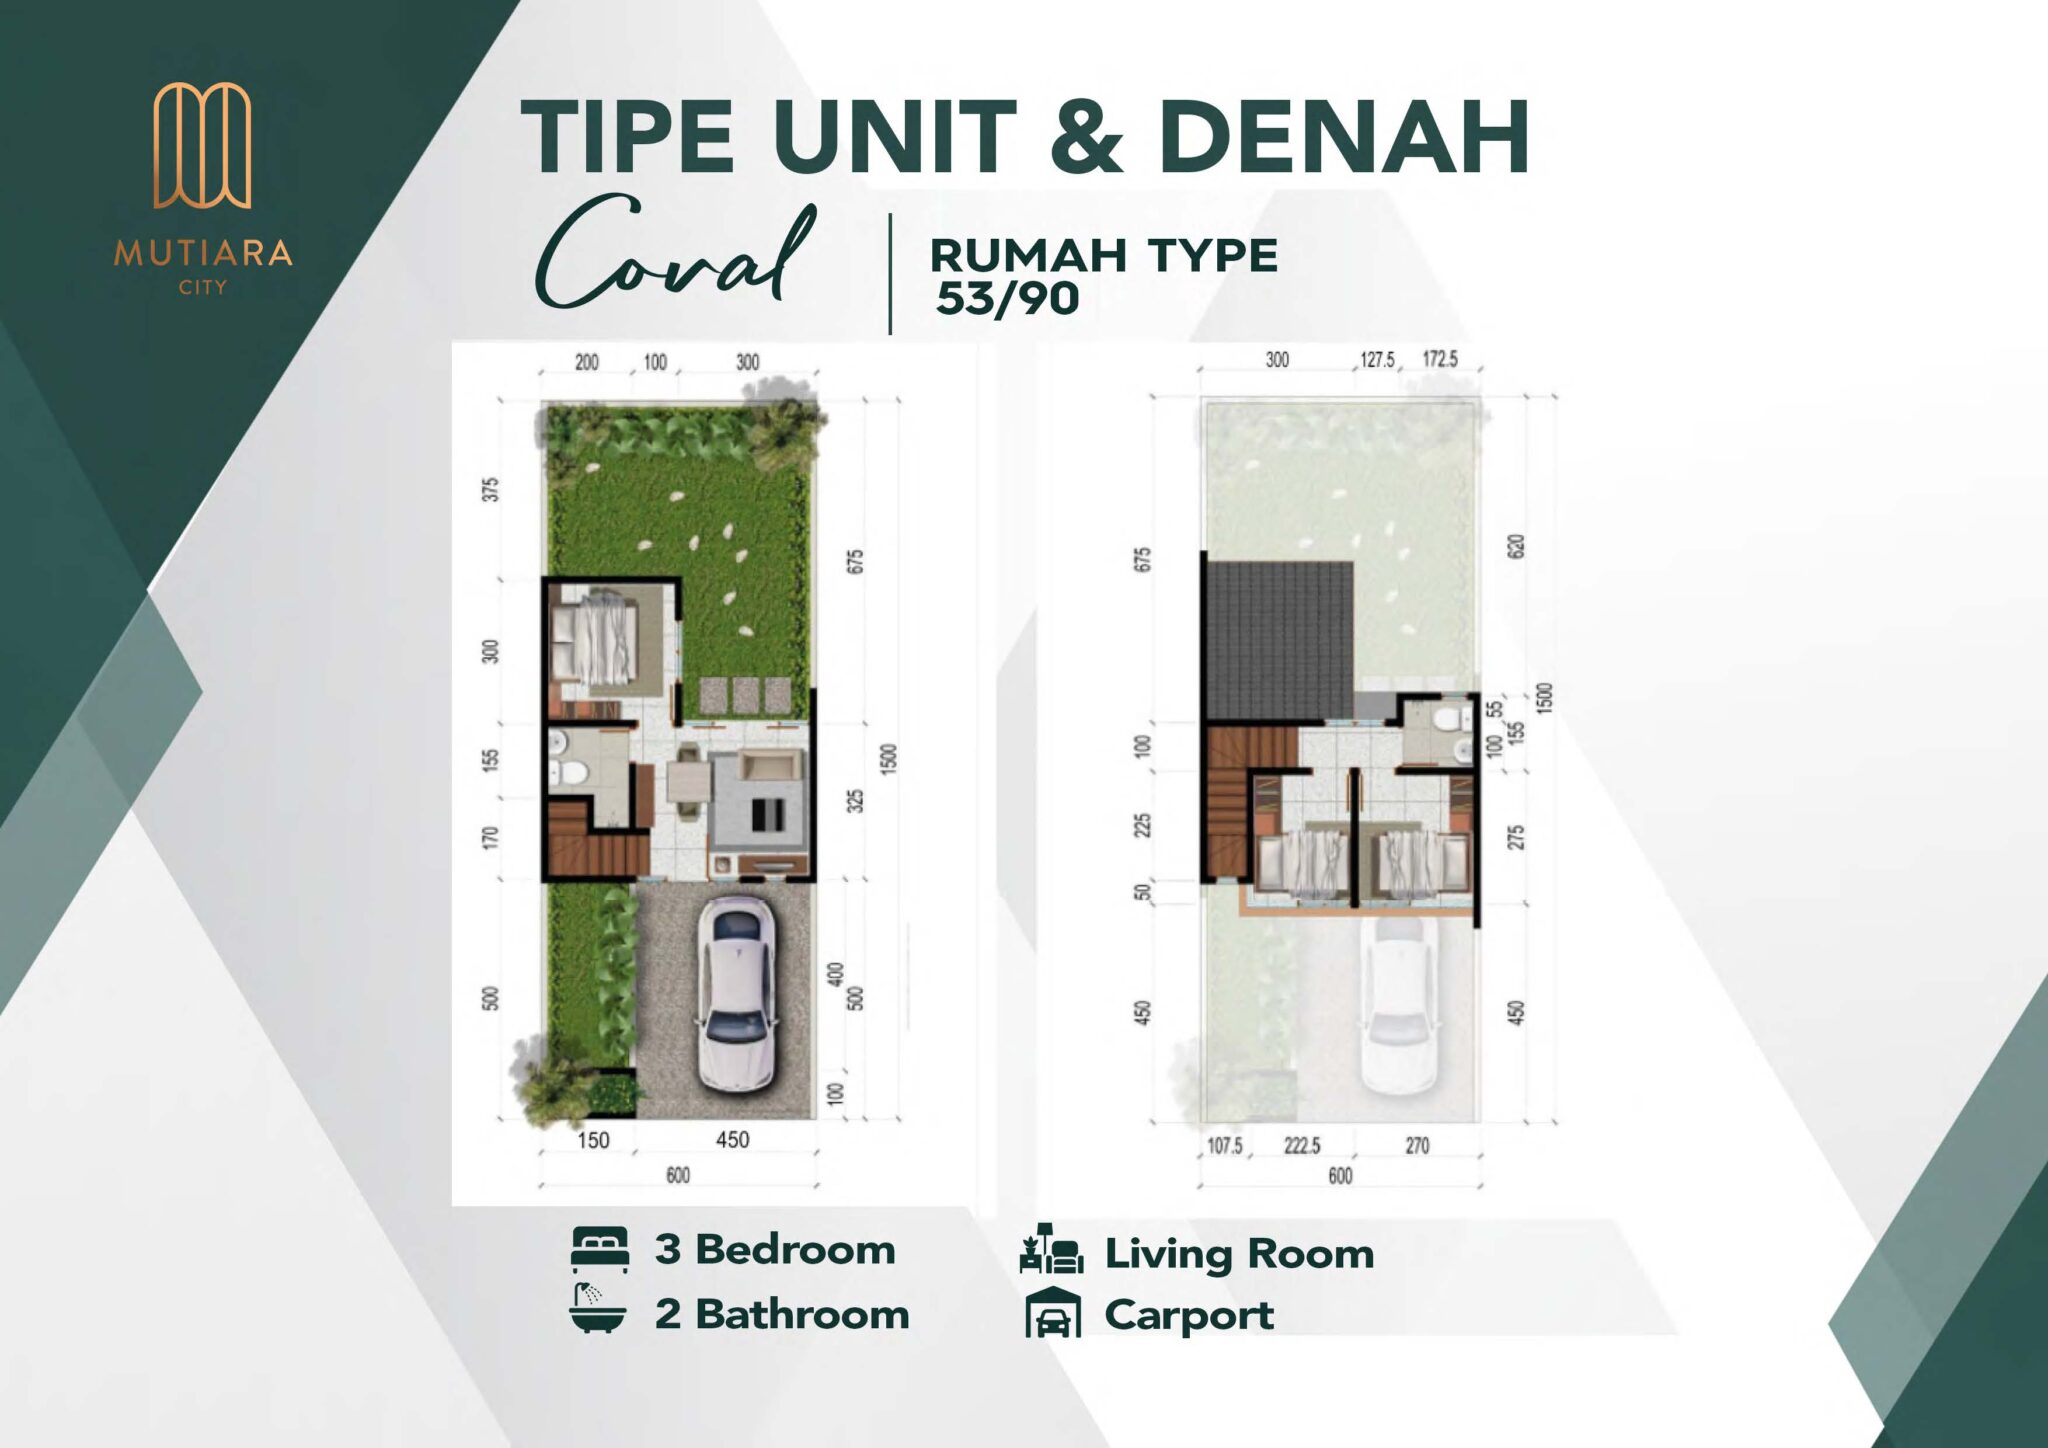 MUTIARA
CITY
TIPE UNIT & DENAH
Coral
RUMAH TYPE
53/90
200 100 300
375
300
155
170
500
675
325
400
500
100
1500
150 450
600
300 127.5 172.5
675
100
225
50
450
620
55
100
155
275
450
1500
107.5 222.5 270
600
3 Bedroom
2 Bathroom
Living Room
Carport